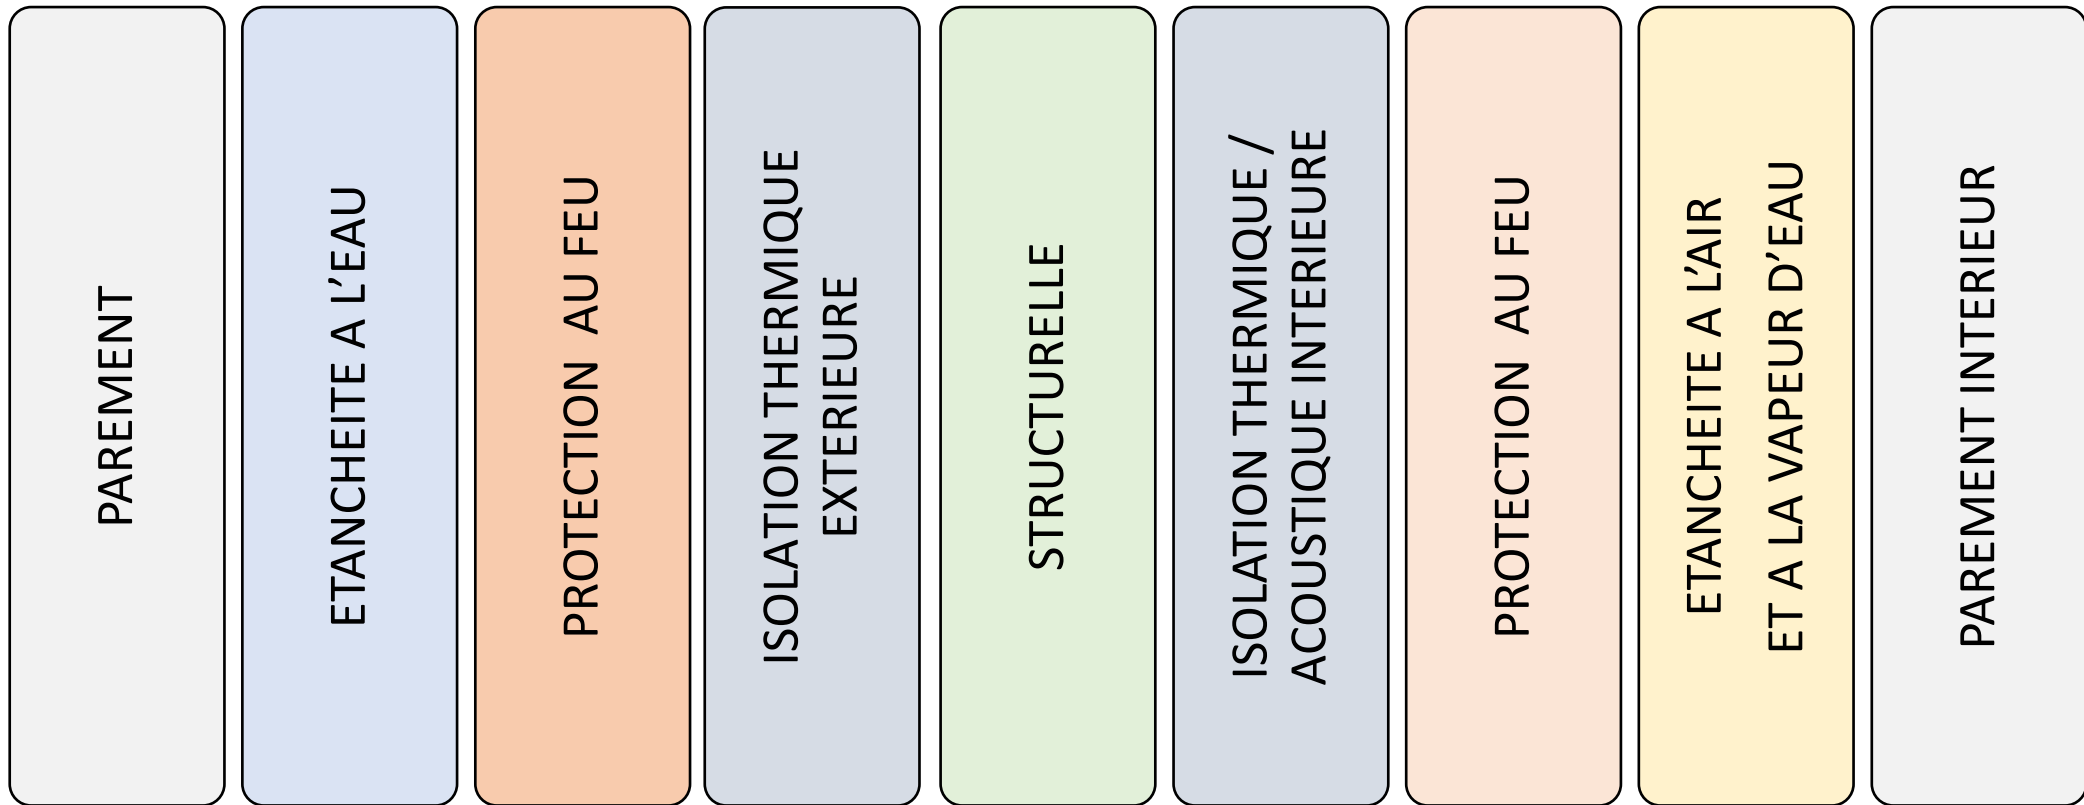 PAREMENT
ETANCHEITE A L’EAU
PROTECTION  AU FEU
ISOLATION THERMIQUE
EXTERIEURE
STRUCTURELLE
ISOLATION THERMIQUE /
ACOUSTIQUE INTERIEURE
PROTECTION  AU FEU
ETANCHEITE A L’AIR
ET A LA VAPEUR D’EAU
PAREMENT INTERIEUR